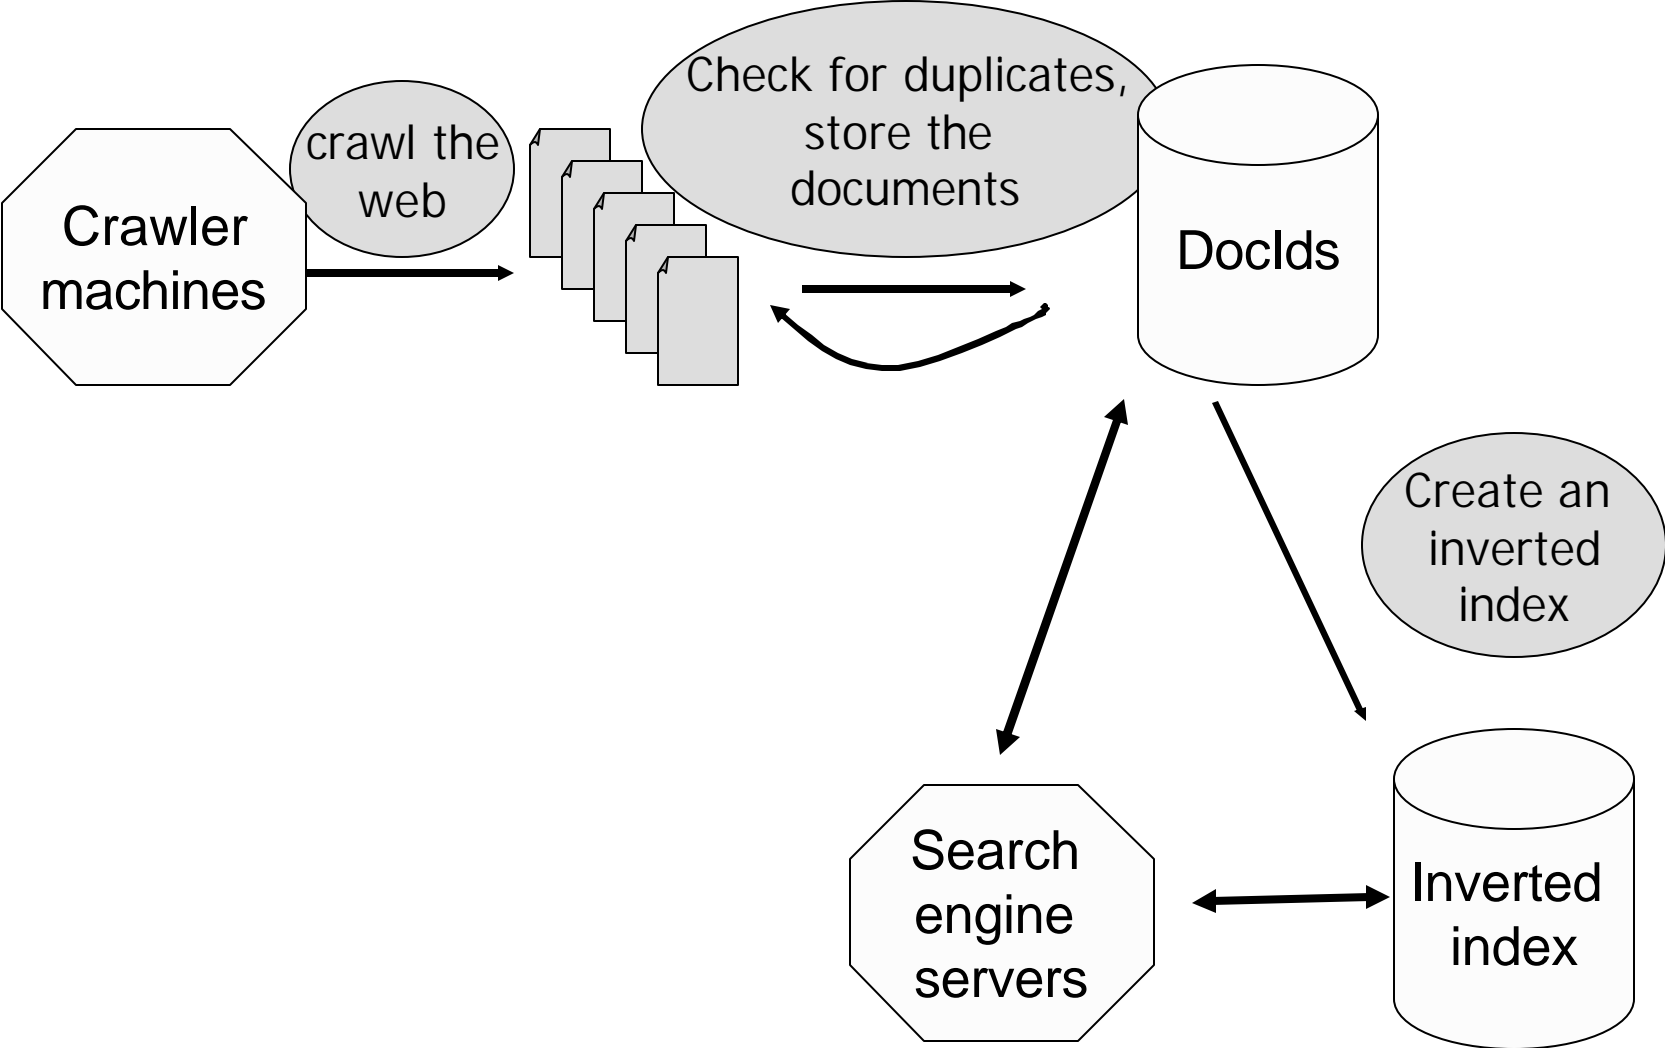 Crawler
machines
crawl the
web
Check for duplicates,
store the
documents
DocIds
Create an
inverted
index
Search
engine
servers
Inverted
index